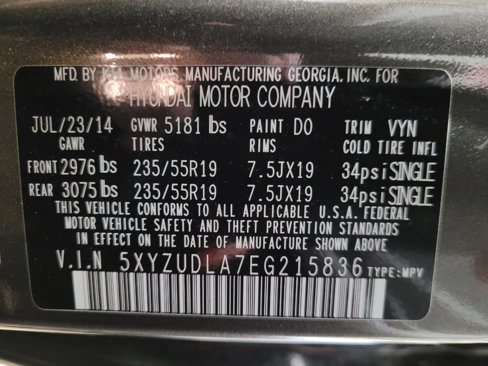 MFD. BY KIA MOTORS MANUFACTURING GEORGIA, INC. FOR
HYUNDAI MOTOR COMPANY
JUL/23/14 GVWR 5181 lbs PAINT DO TRIM VYN
GAWR TIRES RIMS COLD TIRE INFL
FRONT 2976 lbs 235/55R19 7.5JX19 34psi SINGLE
REAR 3075 lbs 235/55R19 7.5JX19 34psi SINGLE
THIS VEHICLE CONFORMS TO ALL APPLICABLE U.S.A. FEDERAL
MOTOR VEHICLE SAFETY AND THEFT PREVENTION STANDARDS
IN EFFECT ON THE DATE OF MANUFACTURE SHOWN ABOVE
V.I.N 5XYZUDLA7EG215836 TYPE:MPV